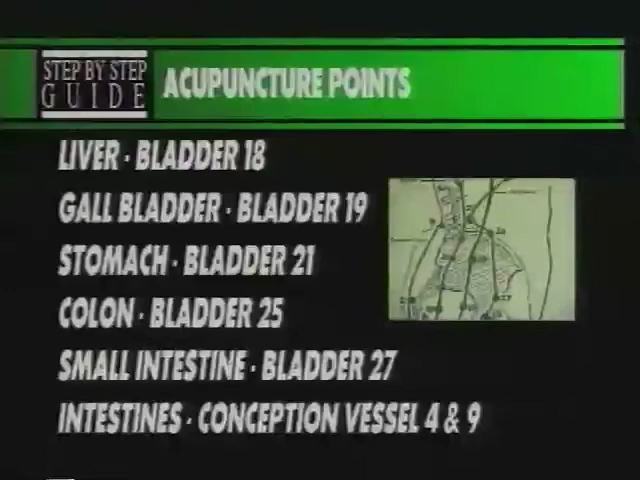 STEP BY STEP
GUIDE
ACUPUNCTURE POINTS
LIVER - BLADDER 18
GALL BLADDER - BLADDER 19
STOMACH - BLADDER 21
COLON - BLADDER 25
SMALL INTESTINE - BLADDER 27
INTESTINES - CONCEPTION VESSEL 4 & 9